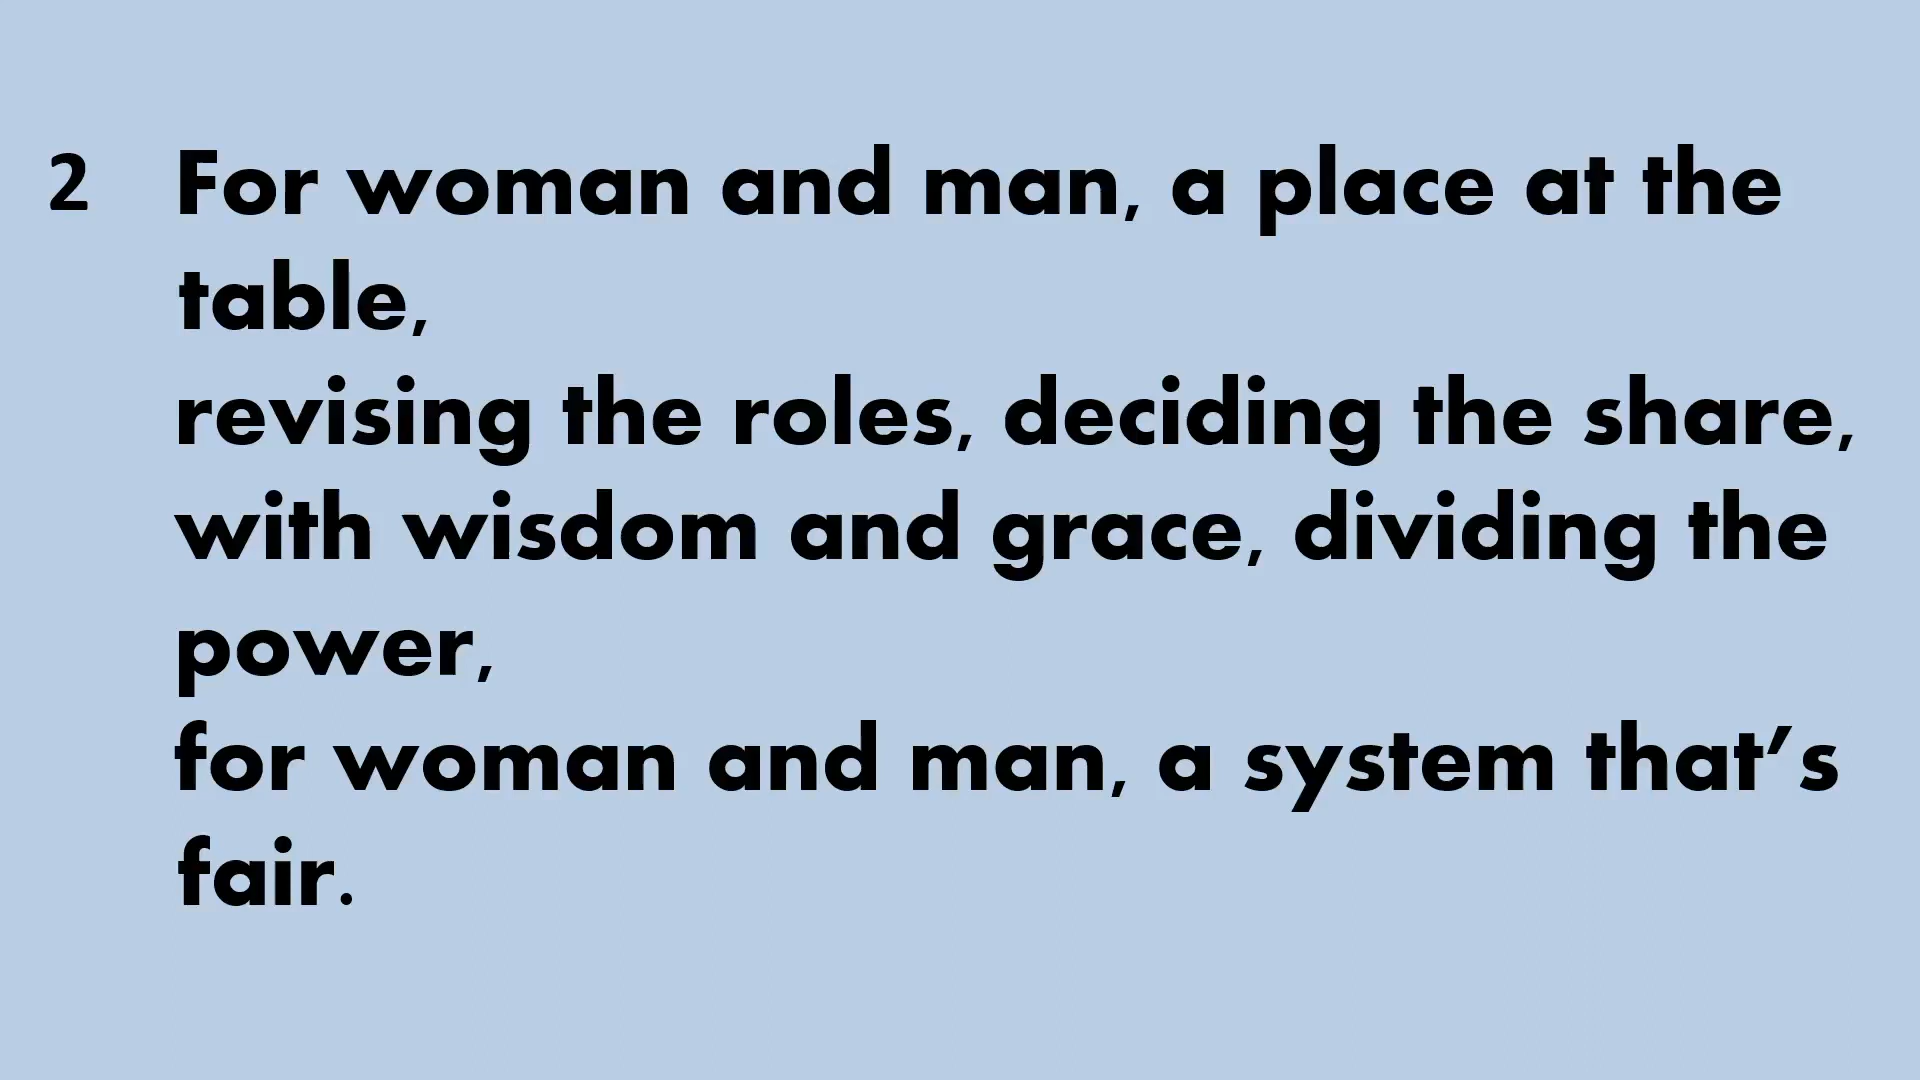 2 For woman and man, a place at the
table,
revising the roles, deciding the share,
with wisdom and grace, dividing the
power,
for woman and man, a system that’s
fair.